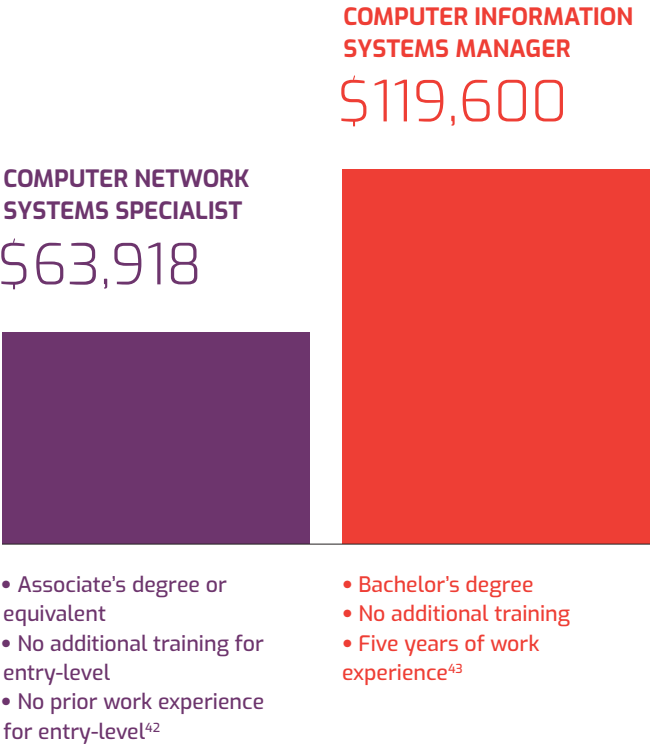 COMPUTER INFORMATION
SYSTEMS MANAGER
$119,600
COMPUTER NETWORK
SYSTEMS SPECIALIST
$63,918
• Associate’s degree or
equivalent
• No additional training for
entry-level
• No prior work experience
for entry-level42
• Bachelor’s degree
• No additional training
• Five years of work
experience43